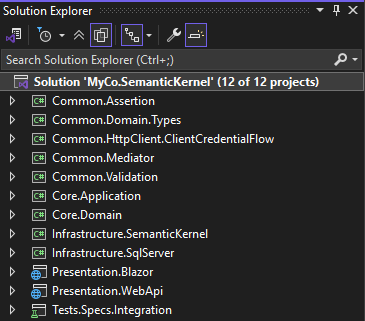 Solution Explorer
Search Solution Explorer (Ctrl+;)
Solution 'MyCo.SemanticKernel' (12 of 12 projects)
C# Common.Assertion
C# Common.Domain.Types
C# Common.HttpClient.ClientCredentialFlow
C# Common.Mediator
C# Common.Validation
C# Core.Application
C# Core.Domain
C# Infrastructure.SemanticKernel
C# Infrastructure.SqlServer
Presentation.Blazor
Presentation.WebApi
Tests.Specs.Integration